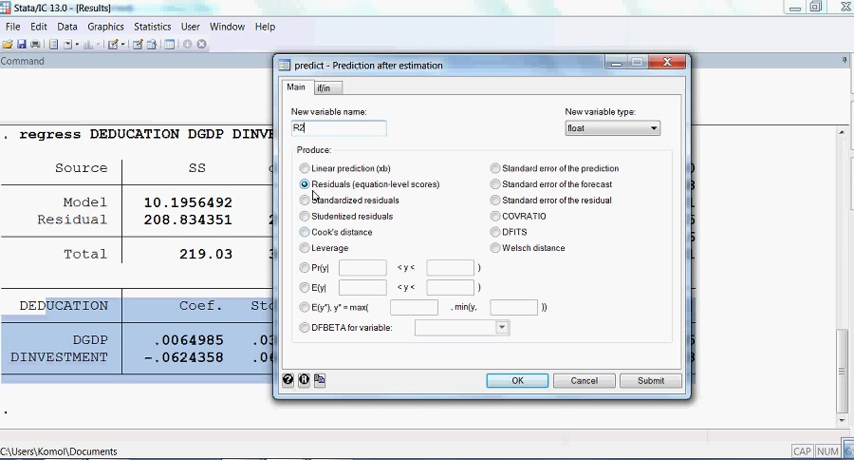 Stata/IC 13.0 - [Results]
File Edit Data Graphics Statistics User Window Help
Command
. regress DEDUCATION DGDP DINVE
Source SS
Model 10.1956492
Residual 208.834351
Total 219.03
DEDUCATION Coef. Std
DGDP .0064985 .03
DINVESTMENT -.0624358 .06
.
predict - Prediction after estimation
Main if/in
New variable name: New variable type:
R2 float
Produce:
Linear prediction (xb) Standard error of the prediction
Residuals (equation-level scores) Standard error of the forecast
Standardized residuals Standard error of the residual
Studentized residuals COVRATIO
Cook's distance DFITS
Leverage Welsch distance
Pr(y| < y < )
E(y| < y < )
E(y*), y* = max( , min(y, ))
DFBETA for variable:
OK Cancel Submit
C:\Users\Komol\Documents CAP NUM